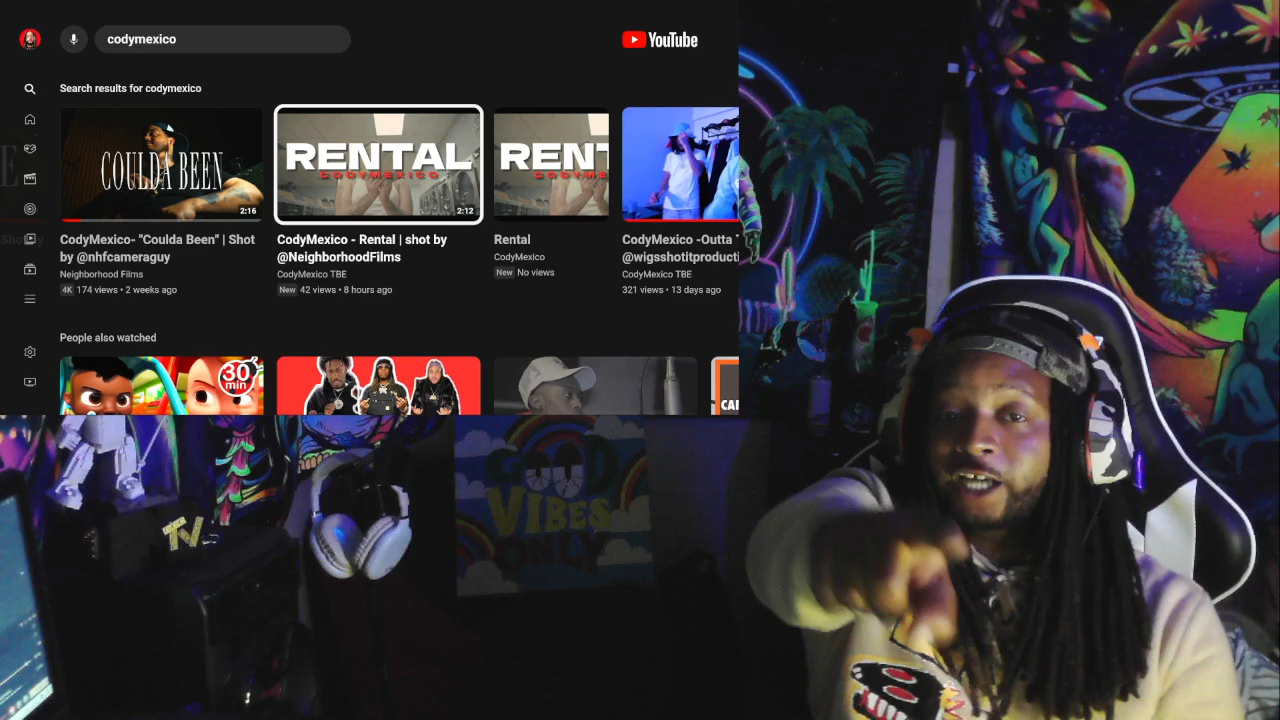 codymexico
YouTube
Search results for codymexico
COULDA BEEN
2:16
RENTAL
CODYMEXICO
2:12
RENT
CODYME
CodyMexico- "Coulda Been" | Shot
by @nhfcameraguy
Neighborhood Films
4K 174 views • 2 weeks ago
CodyMexico - Rental | shot by
@NeighborhoodFilms
CodyMexico TBE
New 42 views • 8 hours ago
Rental
CodyMexico
New No views
CodyMexico -Outta
@wigsshotitproducti
CodyMexico TBE
321 views • 13 days ago
People also watched
30
min
CAR
TV
GOOD
VIBES
ONLY